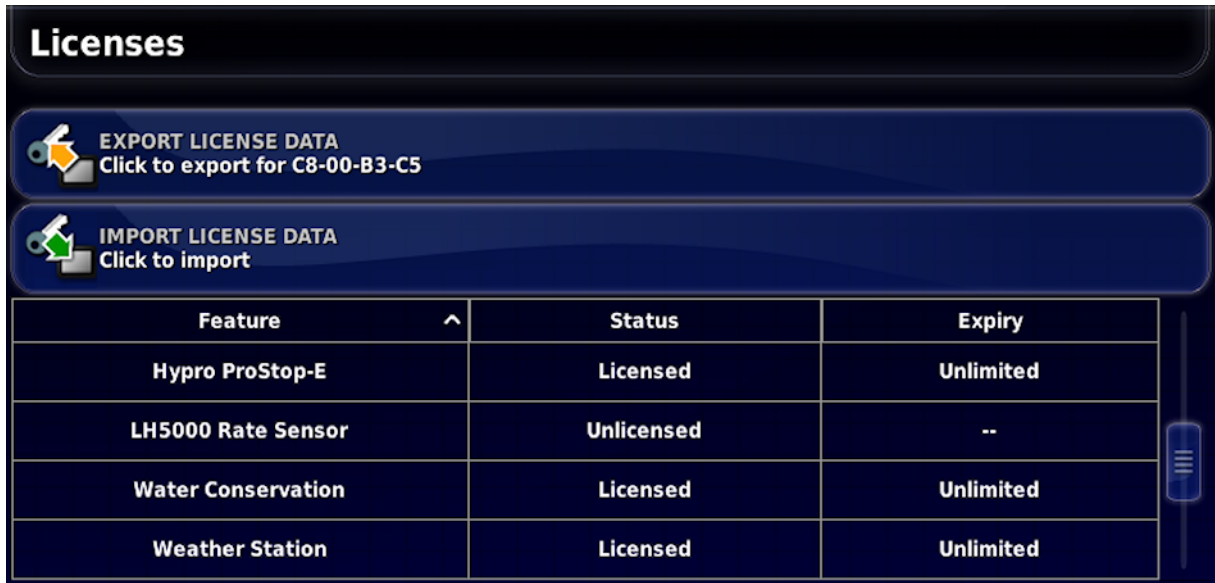 Licenses
EXPORT LICENSE DATA
Click to export for C8-00-B3-C5
IMPORT LICENSE DATA
Click to import
Feature Status Expiry
Hypro ProStop-E Licensed Unlimited
LH5000 Rate Sensor Unlicensed --
Water Conservation Licensed Unlimited
Weather Station Licensed Unlimited